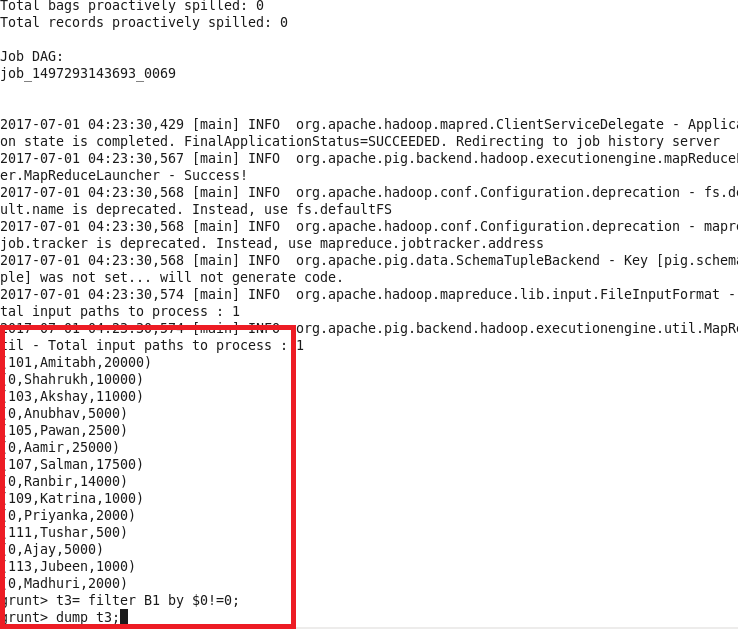 Total bags proactively spilled: 0
Total records proactively spilled: 0
Job DAG:
job_1497293143693_0069
2017-07-01 04:23:30,429 [main] INFO  org.apache.hadoop.mapred.ClientServiceDelegate - Applica
on state is completed. FinalApplicationStatus=SUCCEEDED. Redirecting to job history server
2017-07-01 04:23:30,567 [main] INFO  org.apache.pig.backend.hadoop.executionengine.mapReduce
er.MapReduceLauncher - Success!
2017-07-01 04:23:30,568 [main] INFO  org.apache.hadoop.conf.Configuration.deprecation - fs.de
ult.name is deprecated. Instead, use fs.defaultFS
2017-07-01 04:23:30,568 [main] INFO  org.apache.hadoop.conf.Configuration.deprecation - mapre
job.tracker is deprecated. Instead, use mapreduce.jobtracker.address
2017-07-01 04:23:30,568 [main] INFO  org.apache.pig.data.SchemaTupleBackend - Key [pig.schema
ple] was not set... will not generate code.
2017-07-01 04:23:30,574 [main] INFO  org.apache.hadoop.mapreduce.lib.input.FileInputFormat -
tal input paths to process : 1
2017-07-01 04:23:30,574 [main] INFO  org.apache.pig.backend.hadoop.executionengine.util.MapRe
til - Total input paths to process : 1
(101,Amitabh,20000)
(0,Shahrukh,10000)
(103,Akshay,11000)
(0,Anubhav,5000)
(105,Pawan,2500)
(0,Aamir,25000)
(107,Salman,17500)
(0,Ranbir,14000)
(109,Katrina,1000)
(0,Priyanka,2000)
(111,Tushar,500)
(0,Ajay,5000)
(113,Jubeen,1000)
(0,Madhuri,2000)
grunt> t3= filter B1 by $0!=0;
grunt> dump t3;